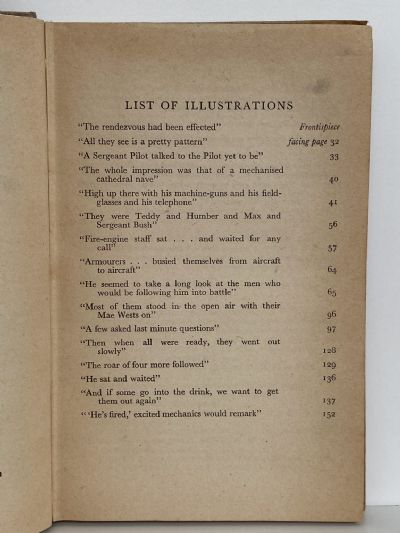 LIST OF ILLUSTRATIONS
"The rendezvous had been effected" Frontispiece
"All they see is a pretty pattern" facing page 32
"A Sergeant Pilot talked to the Pilot yet to be" 33
"The whole impression was that of a mechanised
cathedral nave" 40
"High up there with his machine-guns and his field-
glasses and his telephone" 41
"They were Teddy and Humber and Max and
Sergeant Bush" 56
"Fire-engine staff sat . . . and waited for any
call" 57
"Armourers . . . busied themselves from aircraft
to aircraft" 64
"He seemed to take a long look at the men who
would be following him into battle" 65
"Most of them stood in the open air with their
Mae Wests on" 96
"A few asked last minute questions" 97
"Then when all were ready, they went out
slowly" 128
"The roar of four more followed" 129
"He sat and waited" 136
"And if some go into the drink, we want to get
them out again" 137
"'He's fired,' excited mechanics would remark" 152